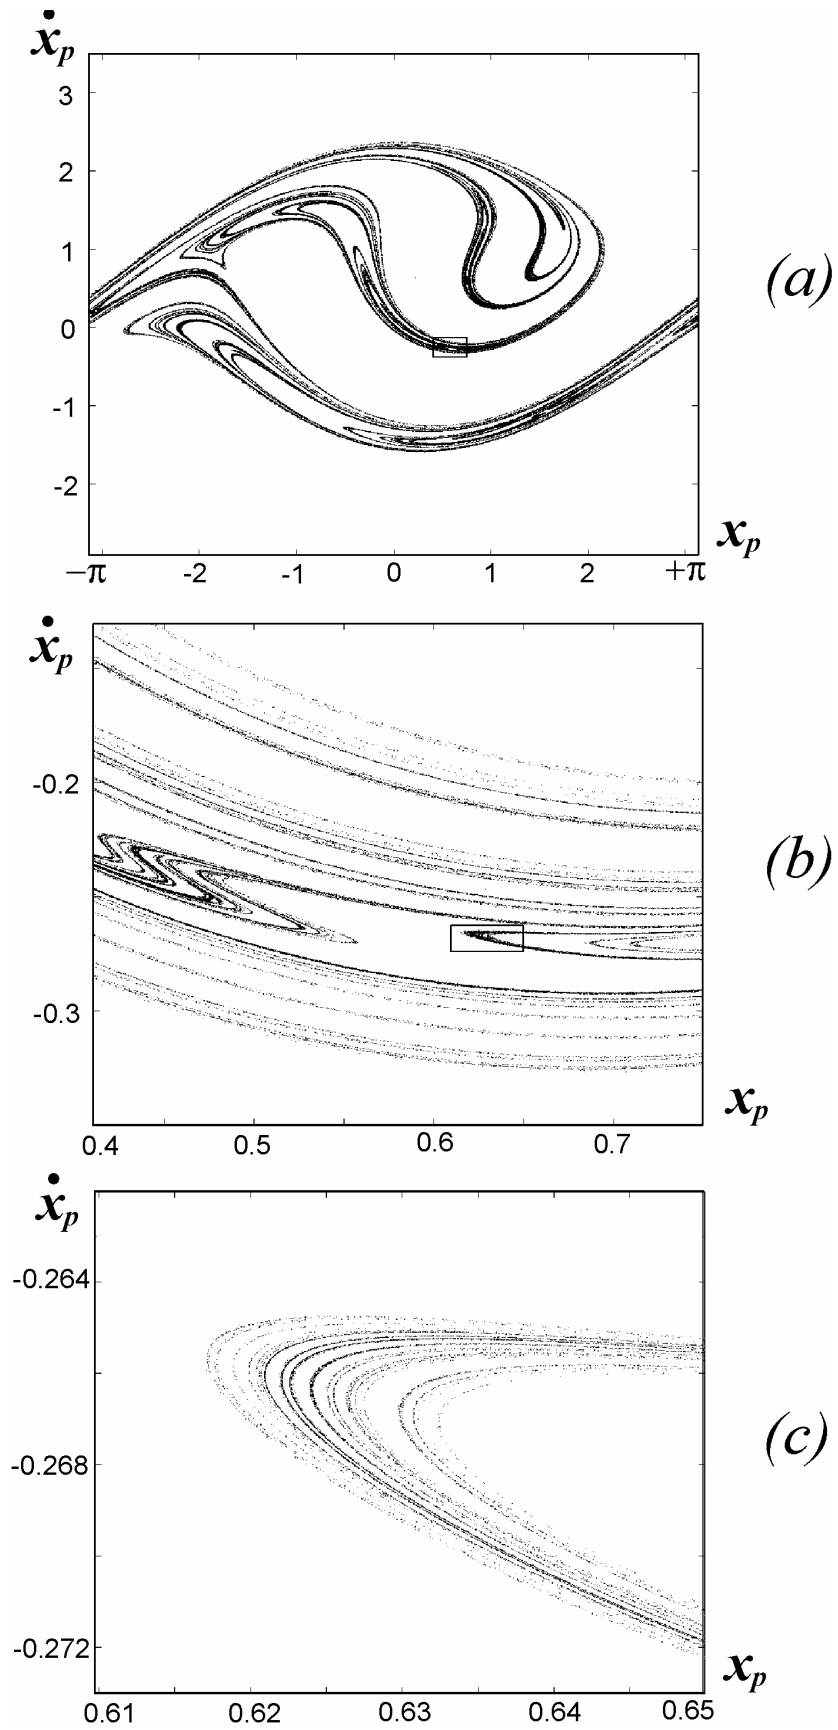 ẋp
3
2
1
0
-1
-2
(a)
xp
−π -2 -1 0 1 2 +π
ẋp
-0.2
-0.3
(b)
xp
0.4 0.5 0.6 0.7
ẋp
-0.264
-0.268
-0.272
(c)
xp
0.61 0.62 0.63 0.64 0.65